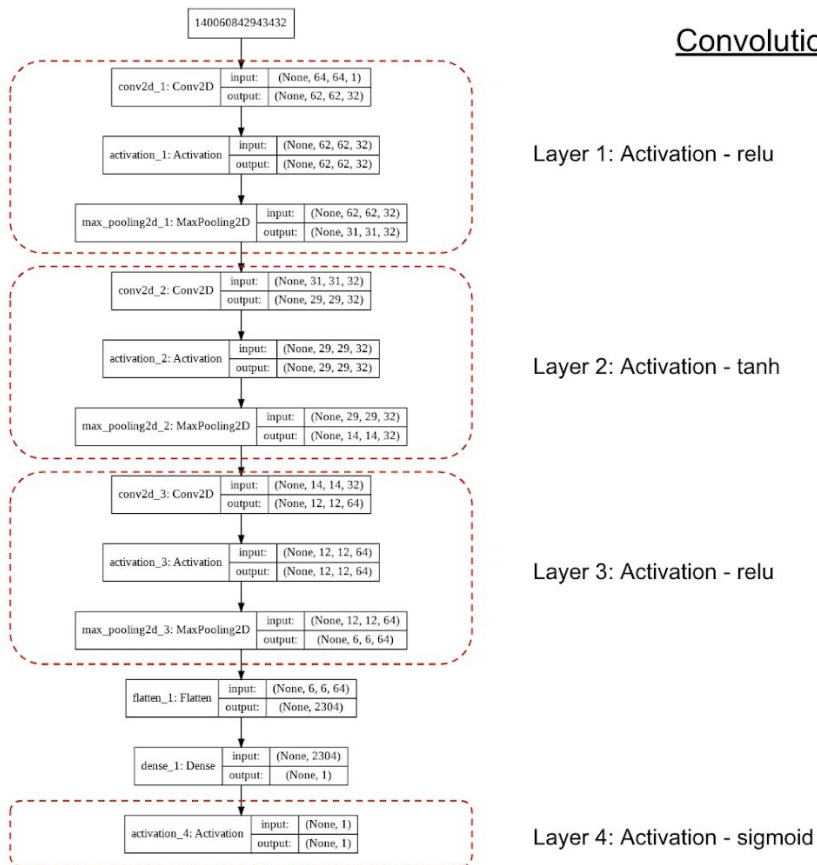 140060842943432
Convolutio
conv2d_1: Conv2D input: (None, 64, 64, 1)
output: (None, 62, 62, 32)
activation_1: Activation input: (None, 62, 62, 32)
output: (None, 62, 62, 32)
Layer 1: Activation - relu
max_pooling2d_1: MaxPooling2D input: (None, 62, 62, 32)
output: (None, 31, 31, 32)
conv2d_2: Conv2D input: (None, 31, 31, 32)
output: (None, 29, 29, 32)
activation_2: Activation input: (None, 29, 29, 32)
output: (None, 29, 29, 32)
Layer 2: Activation - tanh
max_pooling2d_2: MaxPooling2D input: (None, 29, 29, 32)
output: (None, 14, 14, 32)
conv2d_3: Conv2D input: (None, 14, 14, 32)
output: (None, 12, 12, 64)
activation_3: Activation input: (None, 12, 12, 64)
output: (None, 12, 12, 64)
Layer 3: Activation - relu
max_pooling2d_3: MaxPooling2D input: (None, 12, 12, 64)
output: (None, 6, 6, 64)
flatten_1: Flatten input: (None, 6, 6, 64)
output: (None, 2304)
dense_1: Dense input: (None, 2304)
output: (None, 1)
activation_4: Activation input: (None, 1)
output: (None, 1)
Layer 4: Activation - sigmoid